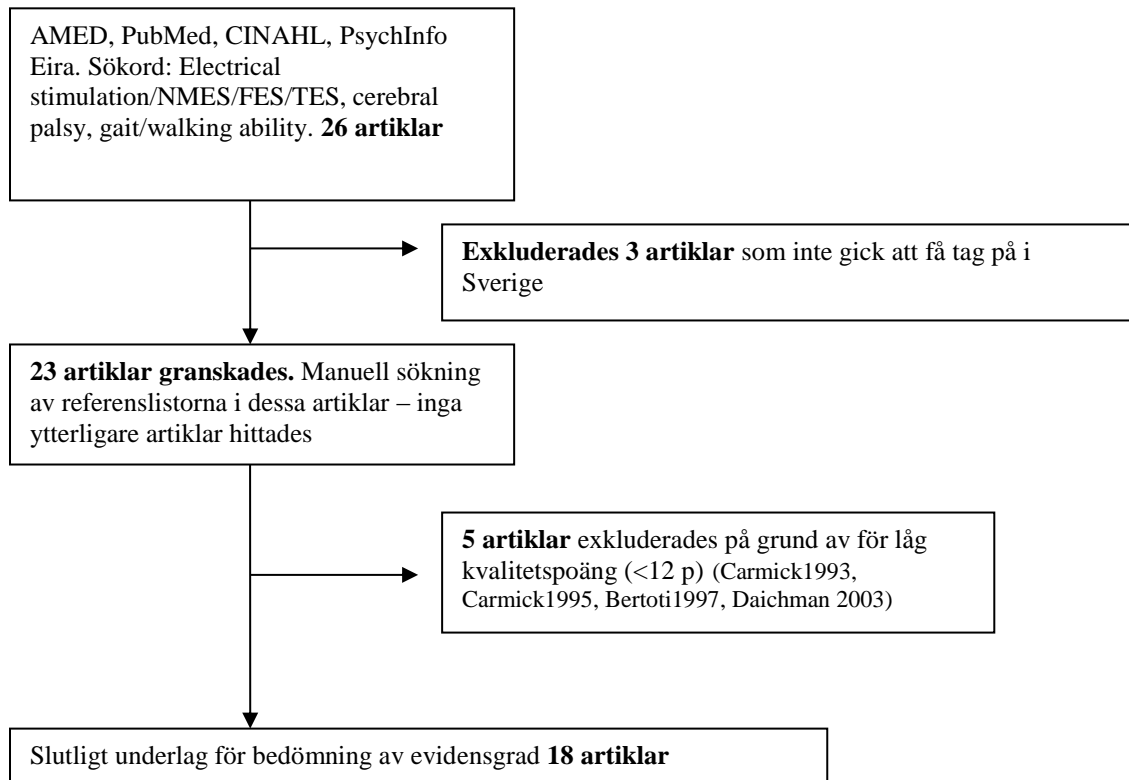 AMED, PubMed, CINAHL, PsychInfo
Eira. Sökord: Electrical
stimulation/NMES/FES/TES, cerebral
palsy, gait/walking ability. 26 artiklar
Exkluderades 3 artiklar som inte gick att få tag på i
Sverige
23 artiklar granskades. Manuell sökning
av referenslistorna i dessa artiklar – inga
ytterligare artiklar hittades
5 artiklar exkluderades på grund av för låg
kvalitetspoäng (<12 p) (Carmick1993,
Carmick1995, Bertoti1997, Daichman 2003)
Slutligt underlag för bedömning av evidensgrad 18 artiklar